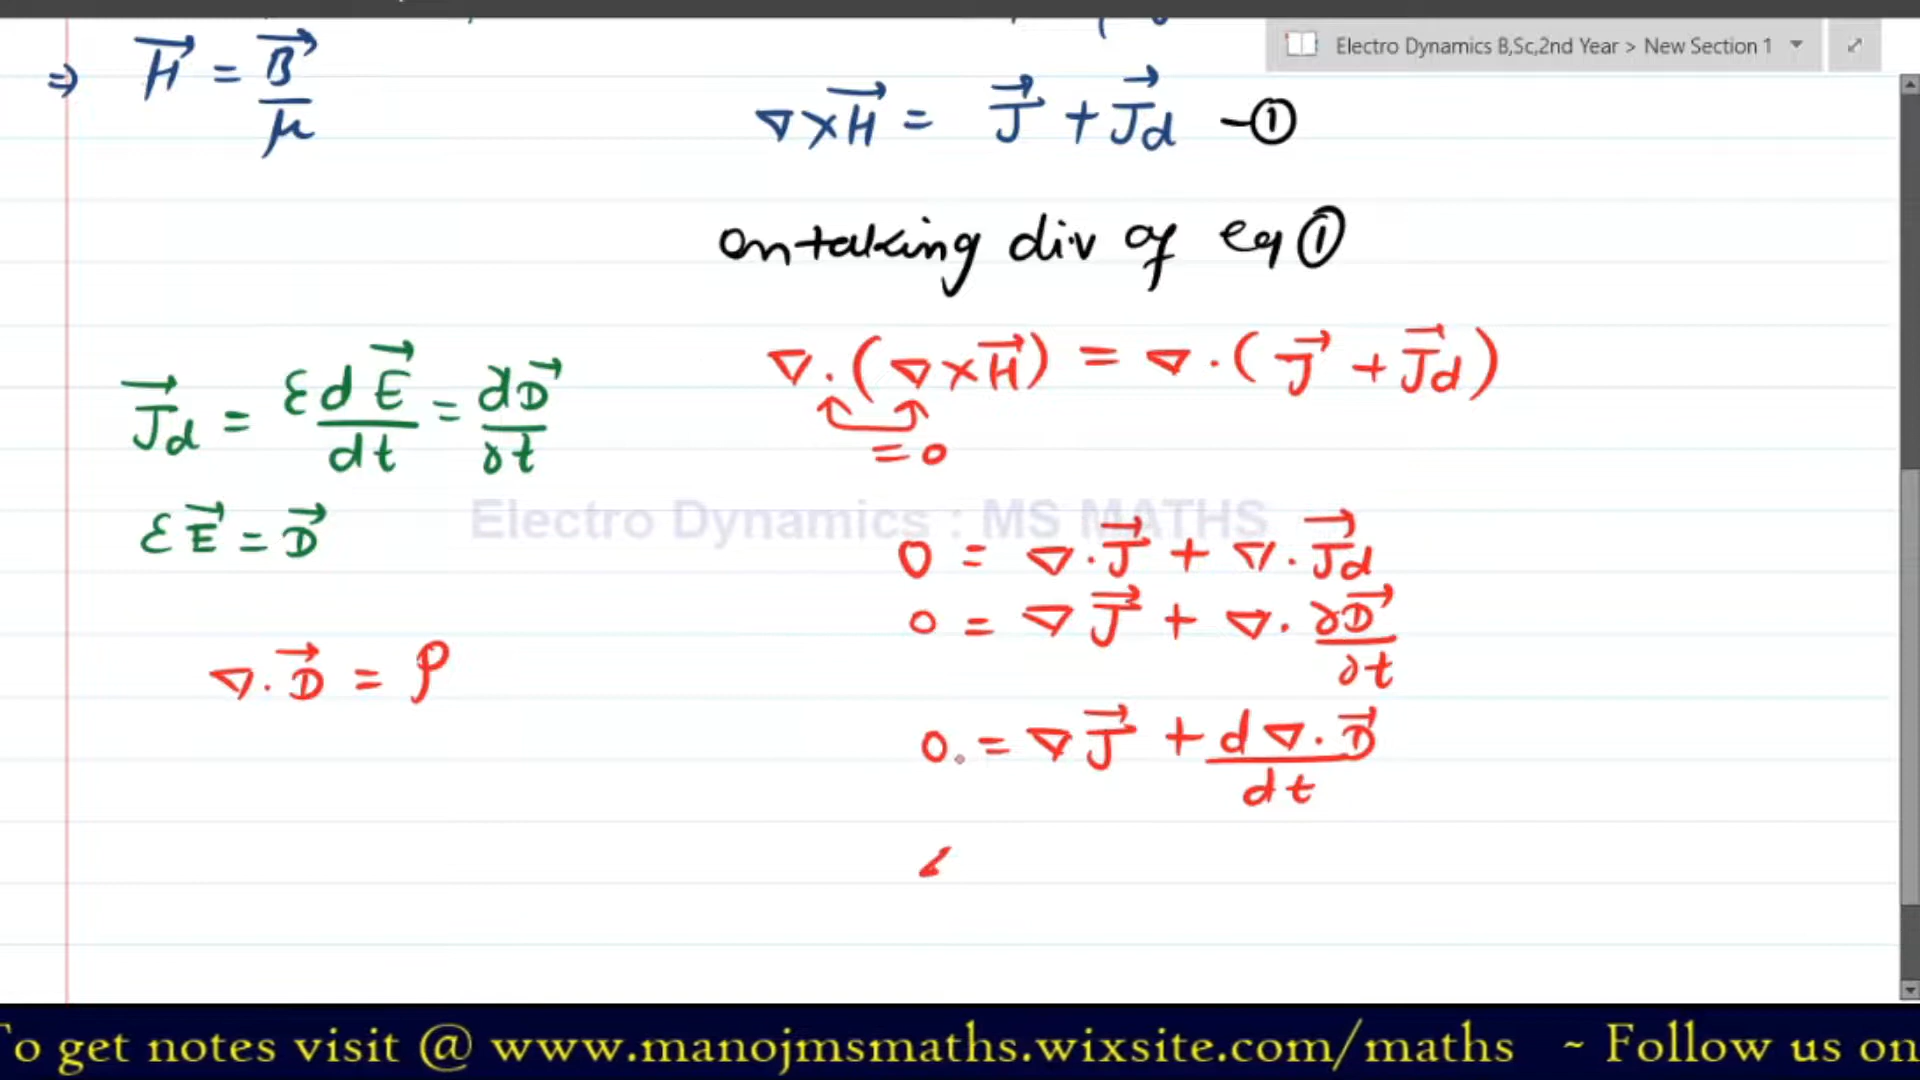 Electro Dynamics B,Sc,2nd Year > New Section 1
⇒ H⃗ = B⃗/μ
∇×H⃗ = J⃗ + J⃗d –①
on taking div of eq ①
∇.(∇×H⃗) = ∇.(J⃗ + J⃗d)
= 0
J⃗d = εdE⃗/dt = ∂D⃗/∂t
εE⃗ = D⃗
Electro Dynamics : MS MATHS
0 = ∇.J⃗ + ∇.J⃗d
0 = ∇J⃗ + ∇.∂D⃗/∂t
∇.D⃗ = ρ
0 = ∇J⃗ + d∇.D⃗/dt
To get notes visit @ www.manojmsmaths.wixsite.com/maths ~ Follow us on